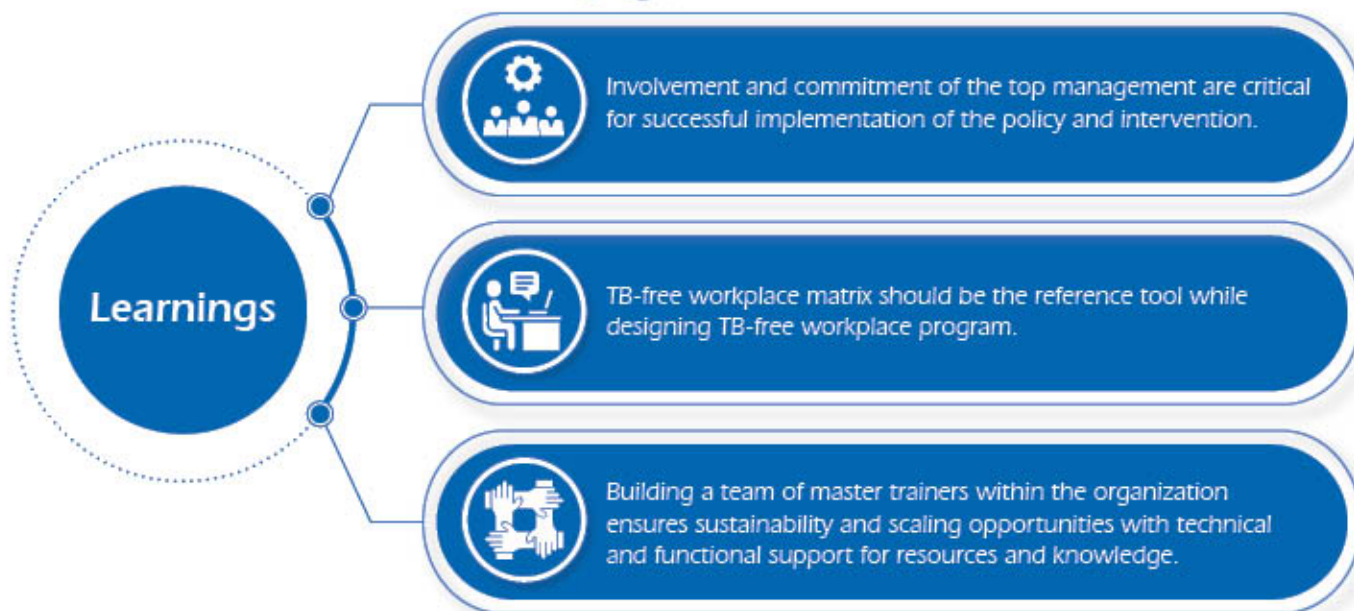 Learnings
Involvement and commitment of the top management are critical
for successful implementation of the policy and intervention.
TB-free workplace matrix should be the reference tool while
designing TB-free workplace program.
Building a team of master trainers within the organization
ensures sustainability and scaling opportunities with technical
and functional support for resources and knowledge.